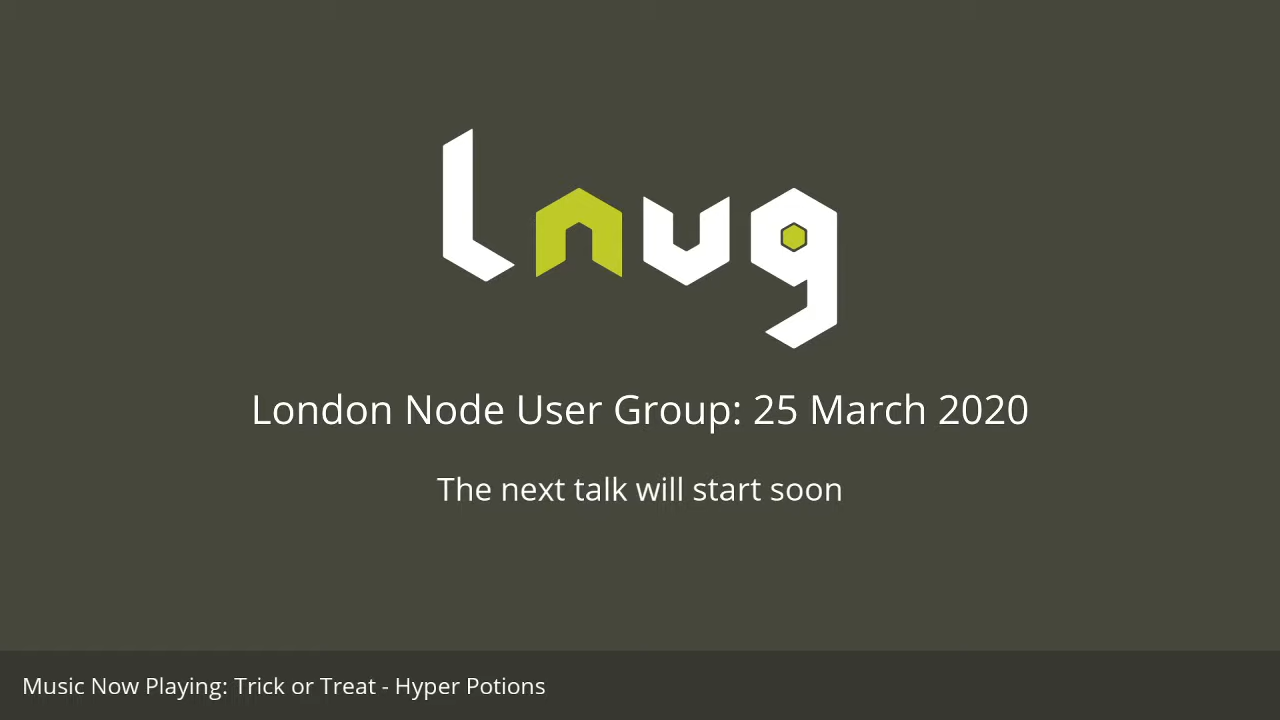 Lnug
London Node User Group: 25 March 2020
The next talk will start soon
Music Now Playing: Trick or Treat - Hyper Potions